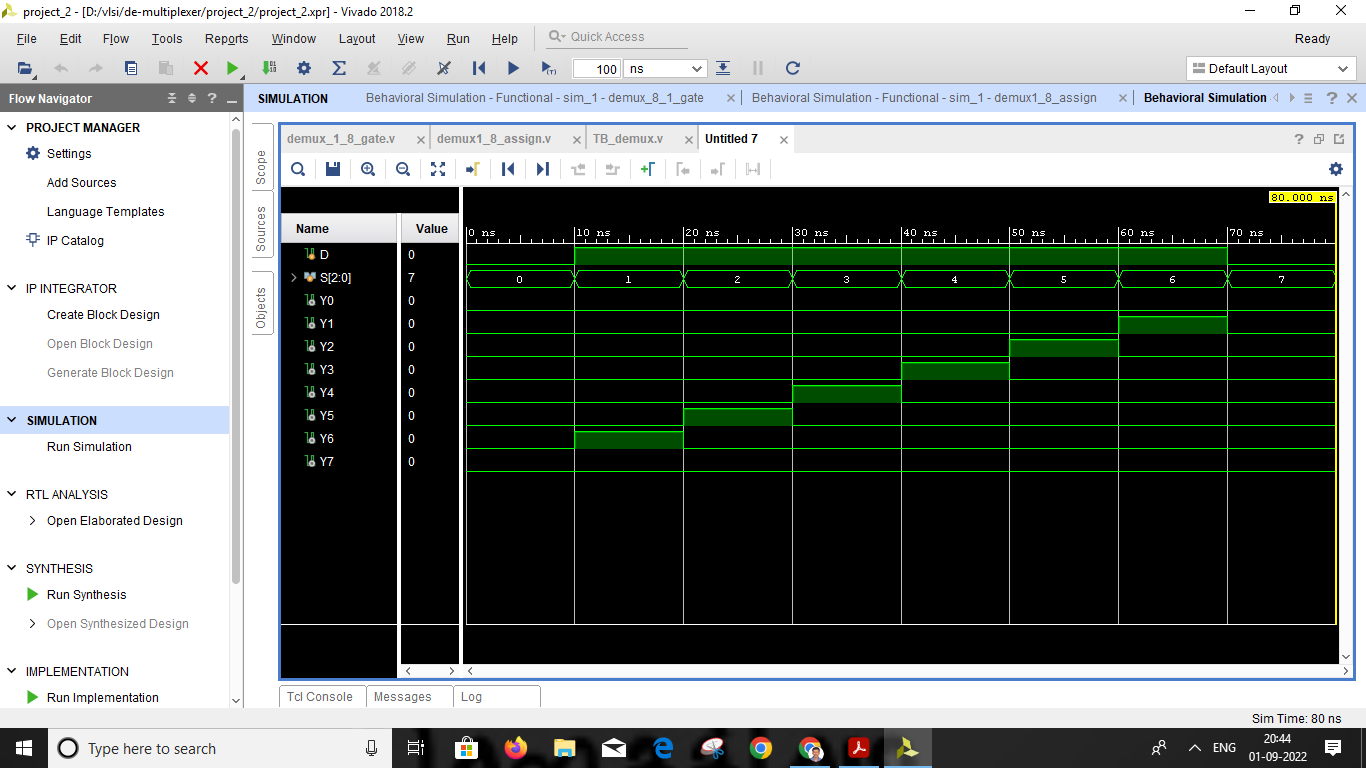 project_2 - [D:/vlsi/de-multiplexer/project_2/project_2.xpr] - Vivado 2018.2
File Edit Flow Tools Reports Window Layout View Run Help Quick Access Ready
100 ns Default Layout
Flow Navigator
SIMULATION Behavioral Simulation - Functional - sim_1 - demux_8_1_gate Behavioral Simulation - Functional - sim_1 - demux1_8_assign Behavioral Simulation
PROJECT MANAGER
Settings
Add Sources
Language Templates
IP Catalog
IP INTEGRATOR
Create Block Design
Open Block Design
Generate Block Design
SIMULATION
Run Simulation
RTL ANALYSIS
Open Elaborated Design
SYNTHESIS
Run Synthesis
Open Synthesized Design
IMPLEMENTATION
Run Implementation
Scope
Sources
Objects
demux_1_8_gate.v demux1_8_assign.v TB_demux.v Untitled 7
80.000 ns
Name Value 0 ns 10 ns 20 ns 30 ns 40 ns 50 ns 60 ns 70 ns
D 0
S[2:0] 7 0 1 2 3 4 5 6 7
Y0 0
Y1 0
Y2 0
Y3 0
Y4 0
Y5 0
Y6 0
Y7 0
Tcl Console Messages Log
Sim Time: 80 ns
Type here to search
ENG
20:44
01-09-2022